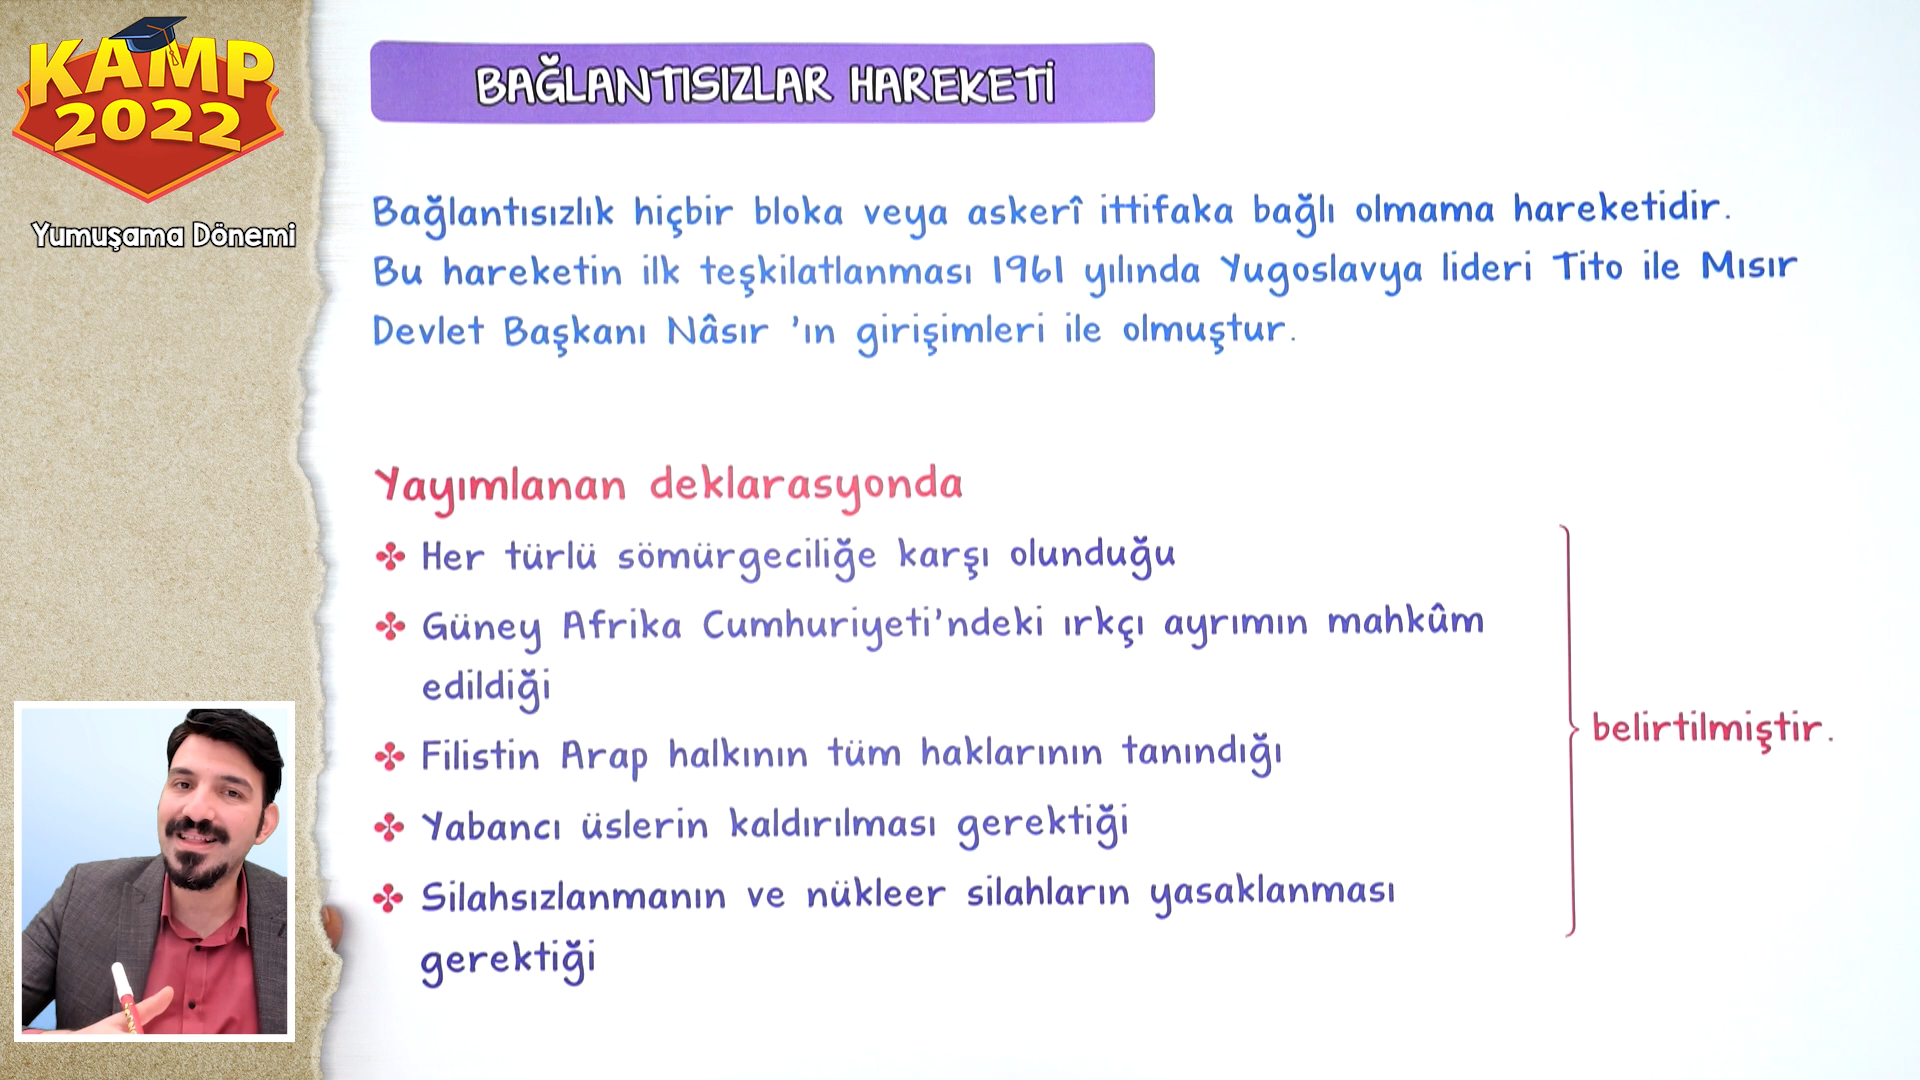 KAMP
2022
Yumuşama Dönemi
BAĞLANTISIZLAR HAREKETİ
Bağlantısızlık hiçbir bloka veya askerî ittifaka bağlı olmama hareketidir.
Bu hareketin ilk teşkilatlanması 1961 yılında Yugoslavya lideri Tito ile Mısır
Devlet Başkanı Nâsır 'ın girişimleri ile olmuştur.
Yayımlanan deklarasyonda
Her türlü sömürgeciliğe karşı olunduğu
Güney Afrika Cumhuriyeti'ndeki ırkçı ayrımın mahkûm
edildiği
Filistin Arap halkının tüm haklarının tanındığı
Yabancı üslerin kaldırılması gerektiği
Silahsızlanmanın ve nükleer silahların yasaklanması
gerektiği
belirtilmiştir.